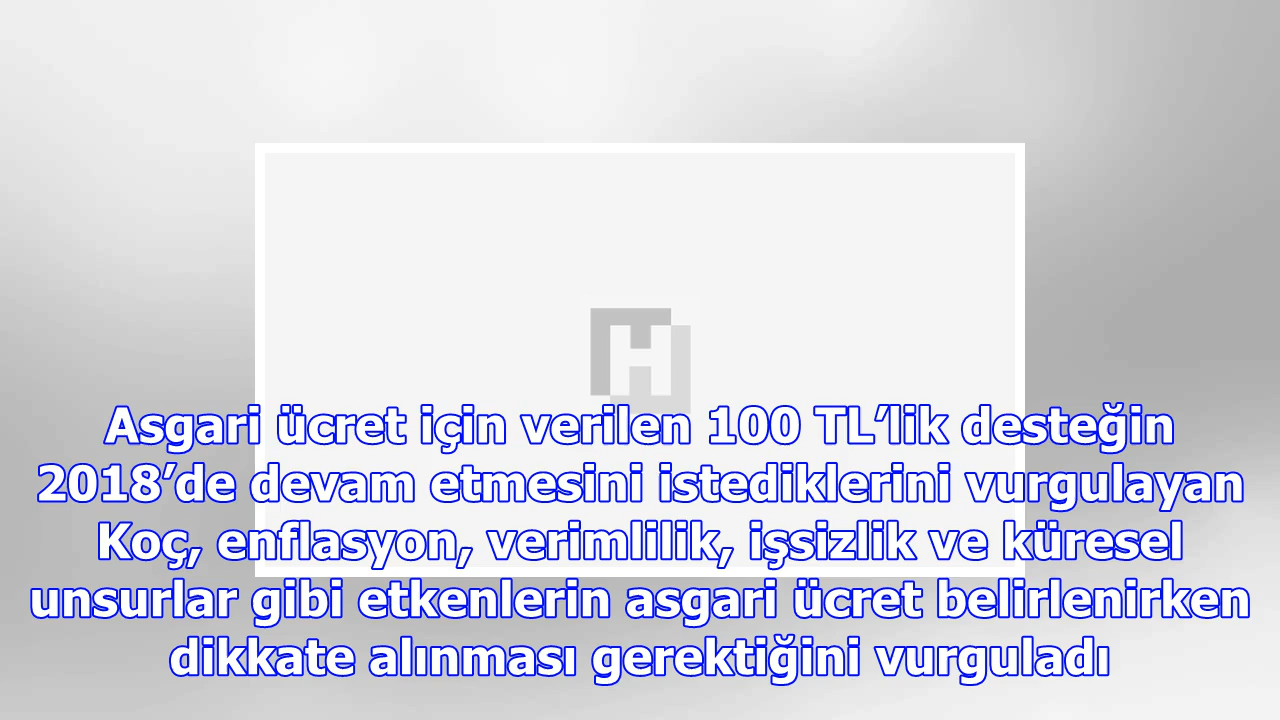 Asgari ücret için verilen 100 TL’lik desteğin
2018’de devam etmesini istediklerini vurgulayan
Koç, enflasyon, verimlilik, işsizlik ve küresel
unsurlar gibi etkenlerin asgari ücret belirlenirken
dikkate alınması gerektiğini vurguladı